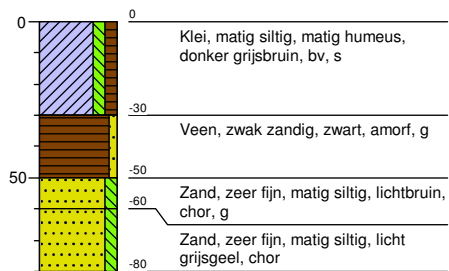 0
0
Klei, matig siltig, matig humeus,
donker grijsbruin, bv, s
-30
Veen, zwak zandig, zwart, amorf, g
50
-50
Zand, zeer fijn, matig siltig, lichtbruin,
chor, g
-60
Zand, zeer fijn, matig siltig, licht
grijsgeel, chor
-80